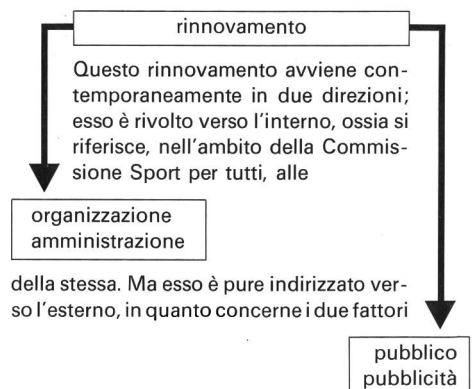 rinnovamento
Questo rinnovamento avviene con-
temporaneamente in due direzioni;
esso è rivolto verso l'interno, ossia si
riferisce, nell'ambito della Commis-
sione Sport per tutti, alle
organizzazione
amministrazione
della stessa. Ma esso è pure indirizzato ver-
so l'esterno, in quanto concerne i due fattori
pubblico
pubblicità